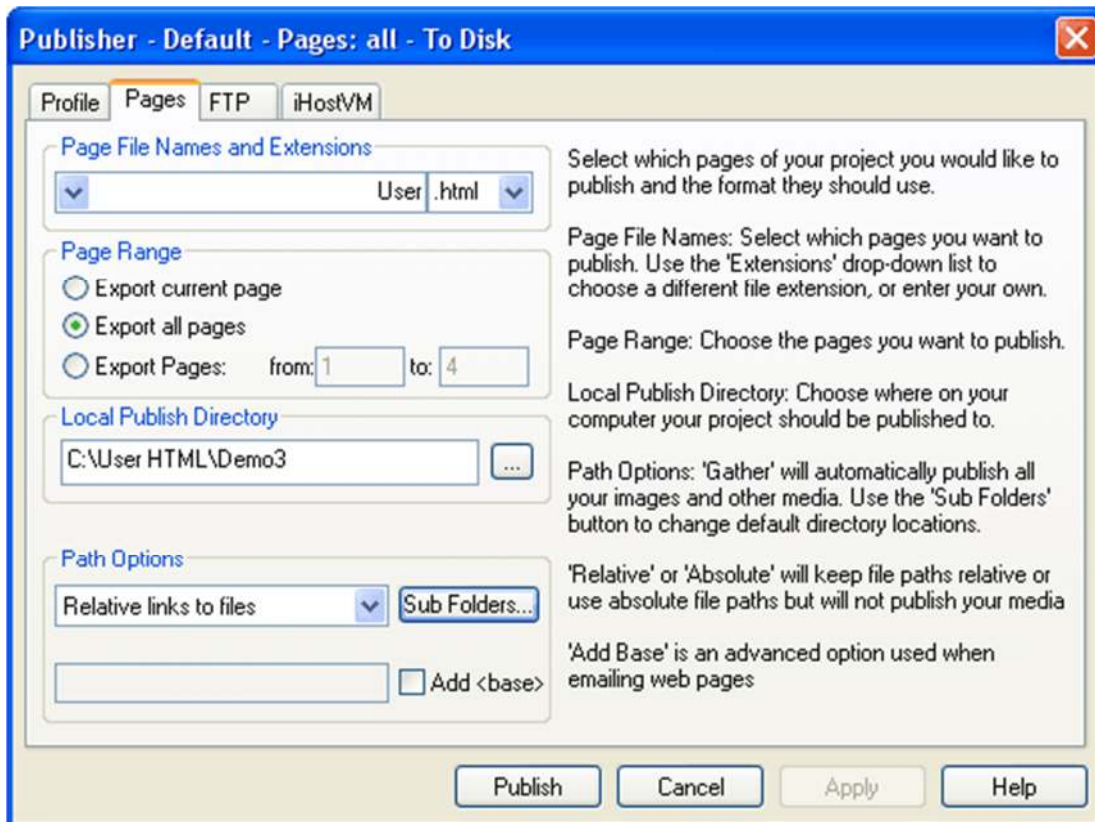 Publisher - Default - Pages: all - To Disk
Profile Pages FTP iHostVM
Page File Names and Extensions
User .html
Page Range
Export current page
Export all pages
Export Pages: from: 1 to: 4
Local Publish Directory
C:\User HTML\Demo3 ...
Path Options
Relative links to files Sub Folders...
Add <base>
Select which pages of your project you would like to
publish and the format they should use.
Page File Names: Select which pages you want to
publish. Use the 'Extensions' drop-down list to
choose a different file extension, or enter your own.
Page Range: Choose the pages you want to publish.
Local Publish Directory: Choose where on your
computer your project should be published to.
Path Options: 'Gather' will automatically publish all
your images and other media. Use the 'Sub Folders'
button to change default directory locations.
'Relative' or 'Absolute' will keep file paths relative or
use absolute file paths but will not publish your media
'Add Base' is an advanced option used when
emailing web pages
Publish Cancel Apply Help